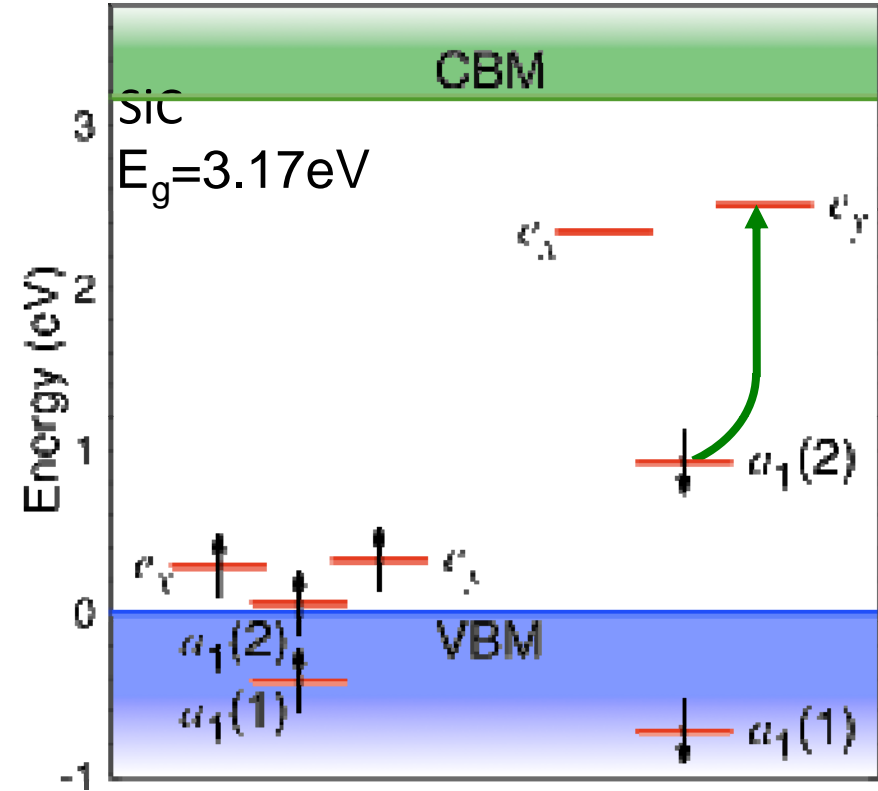 CBM
SiC
E_g=3.17eV
3
2
1
0
-1
Energy (eV)
e_x
e_y
a_1(2)
e_x
e_y
a_1(2)
VBM
a_1(1)
a_1(1)